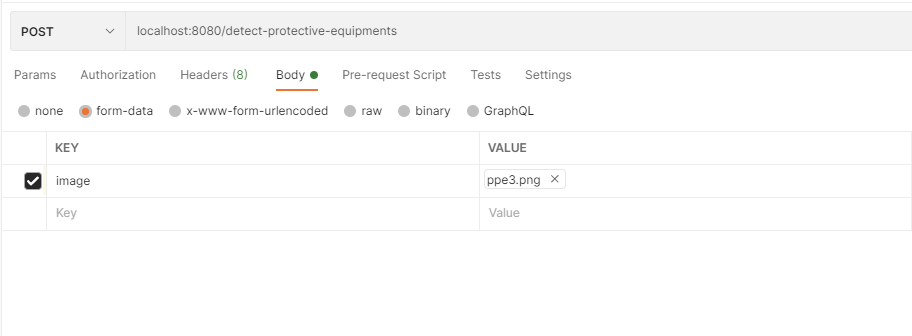 POST localhost:8080/detect-protective-equipments
Params Authorization Headers (8) Body Pre-request Script Tests Settings
none form-data x-www-form-urlencoded raw binary GraphQL
KEY VALUE
image ppe3.png
Key Value